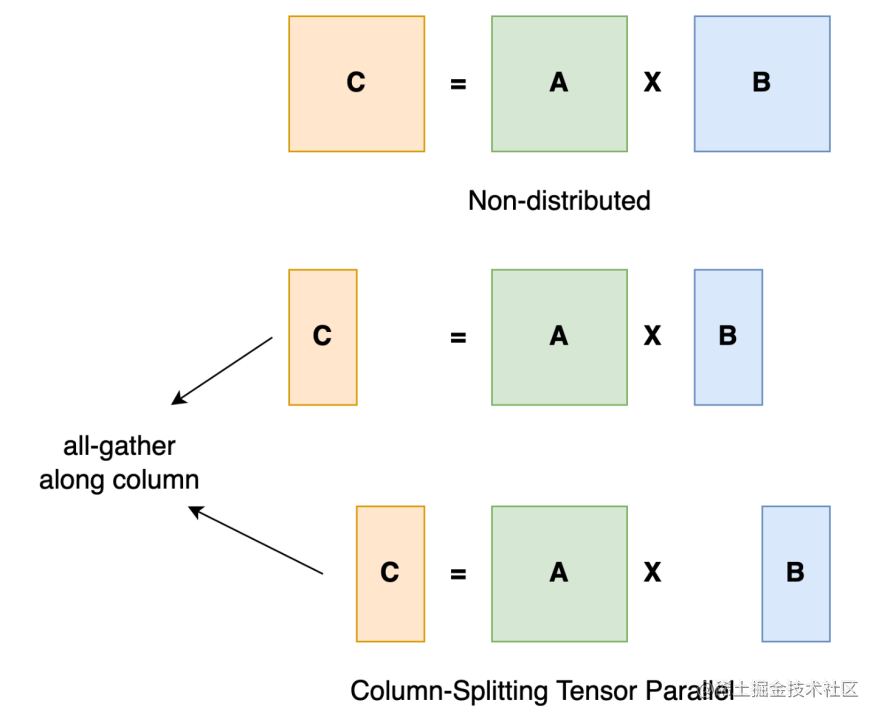 C = A X B
Non-distributed
C = A X B
all-gather
along column
C = A X B
Column-Splitting Tensor Parallel
@稀土掘金技术社区